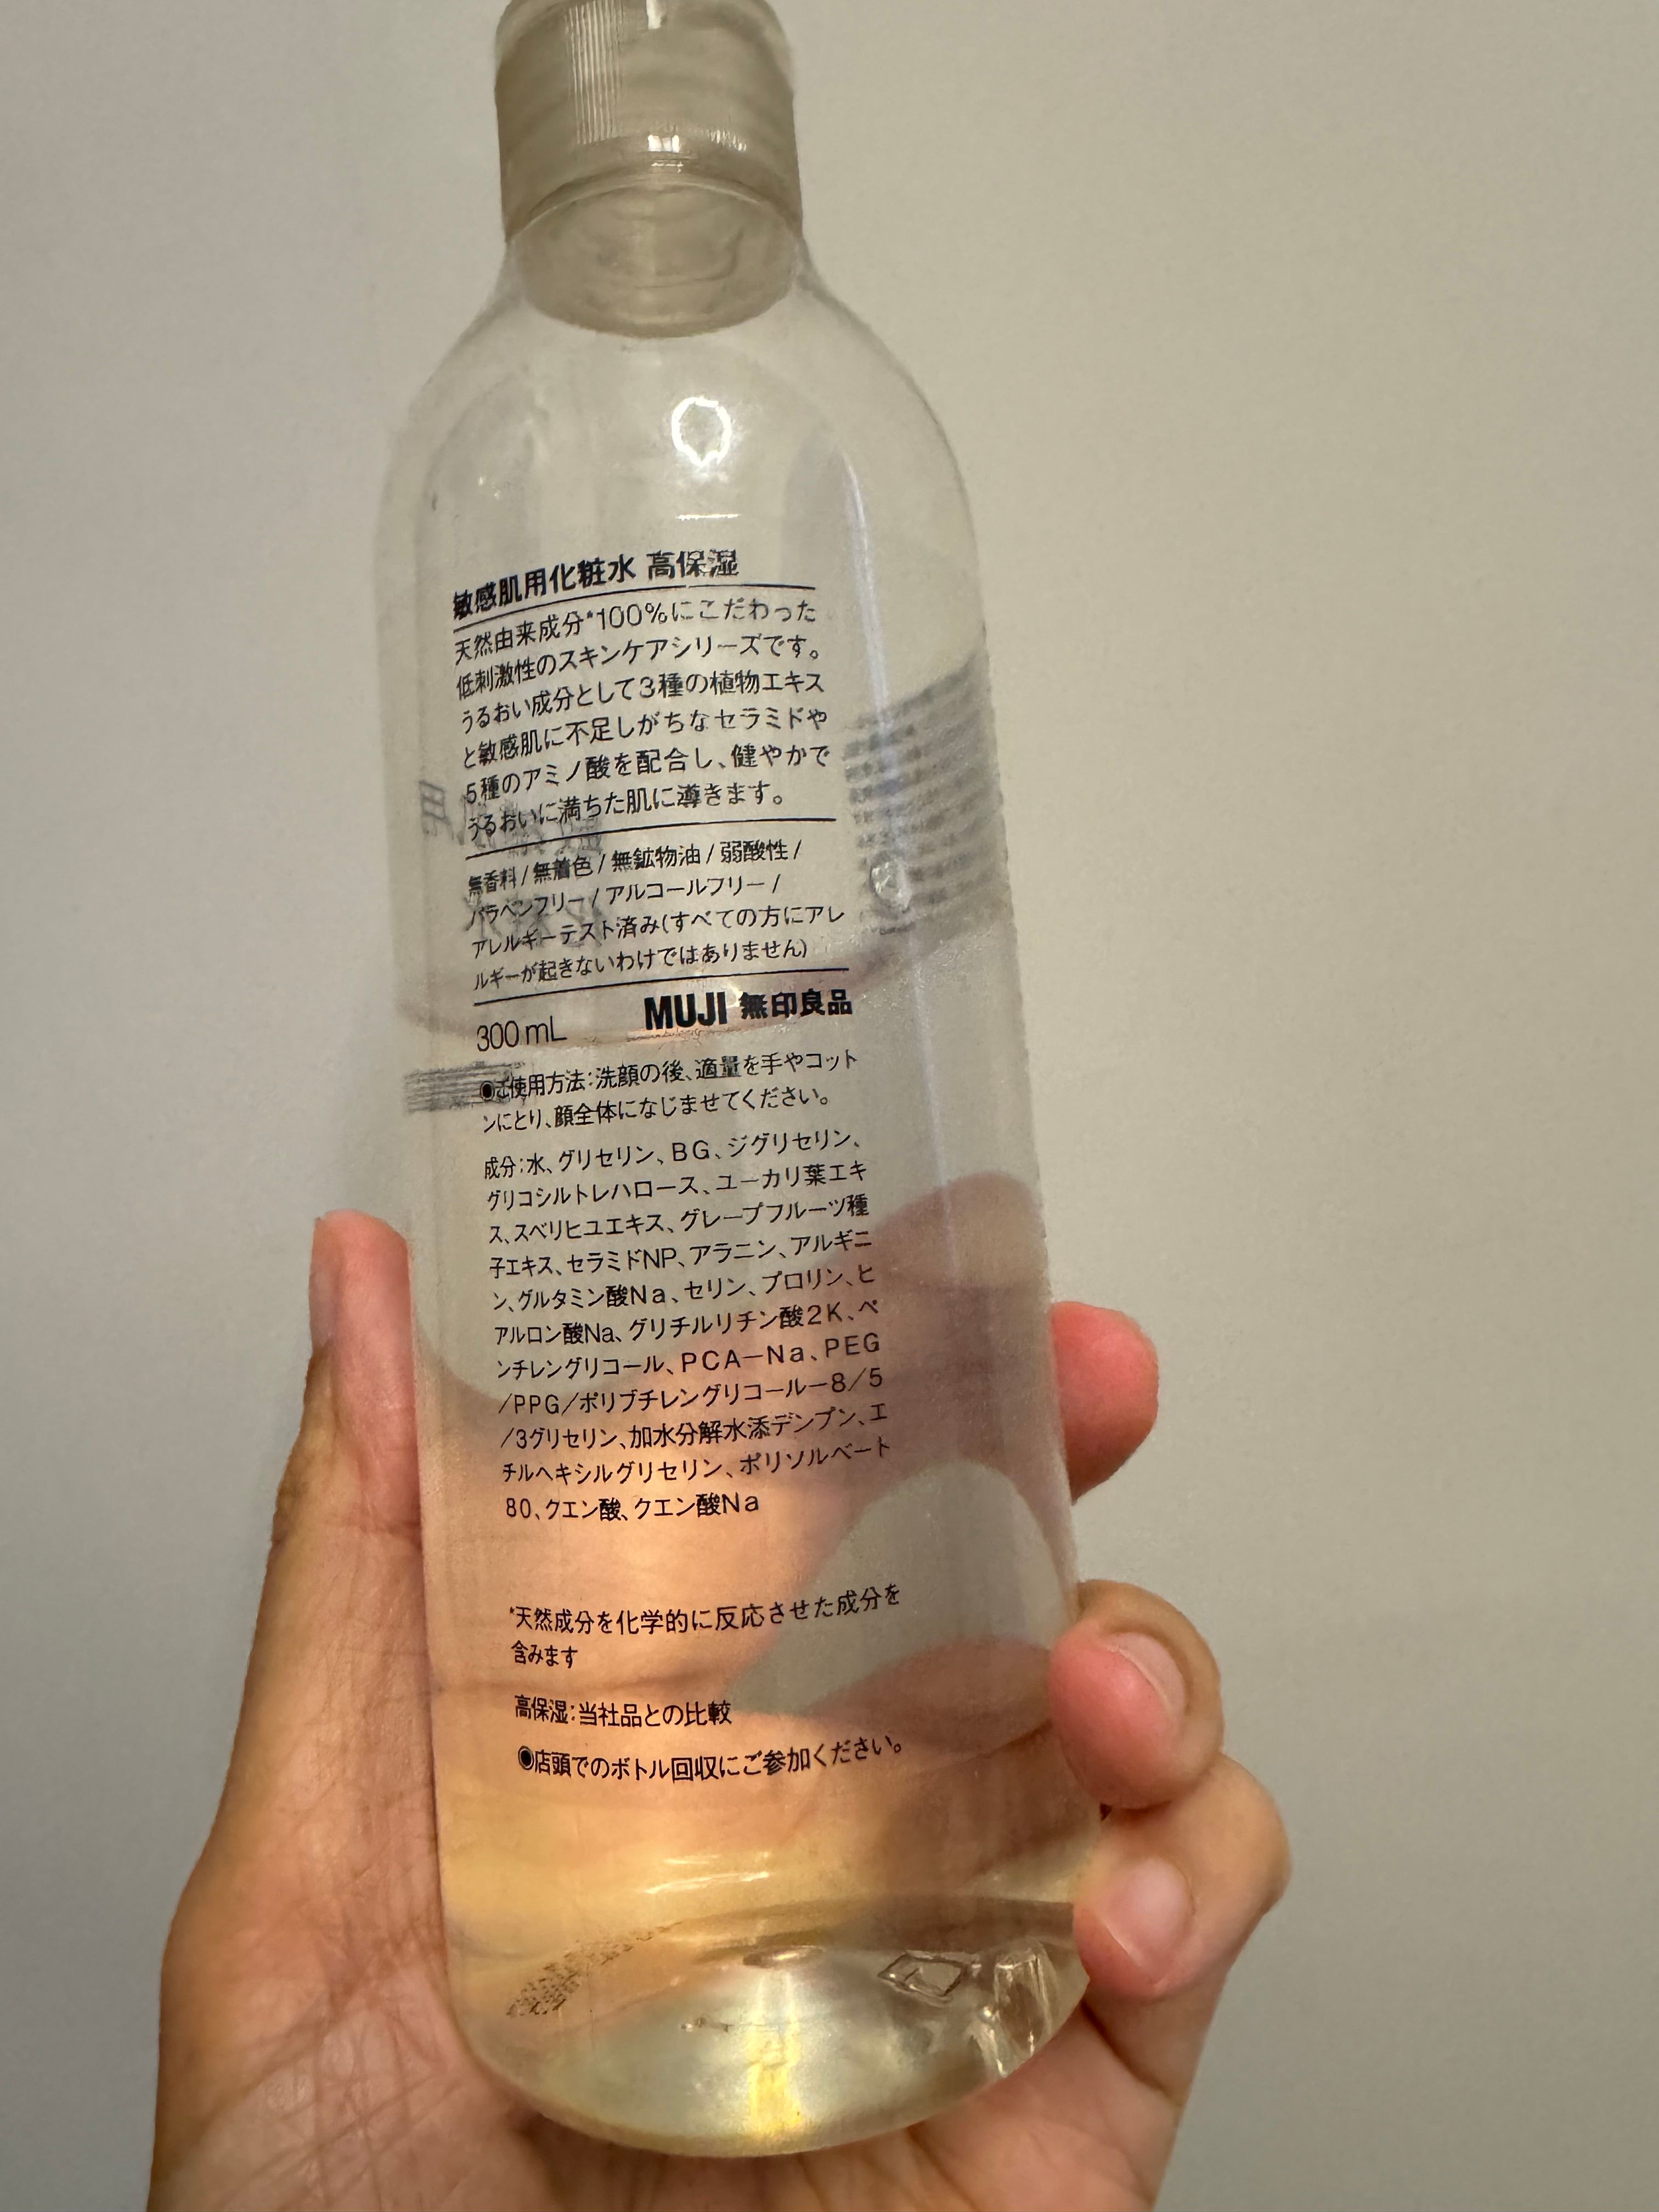 敏感肌用化粧水 高保湿
天然由来成分*100%にこだわった
低刺激性のスキンケアシリーズです。
うるおい成分として3種の植物エキス
と敏感肌に不足しがちなセラミドや
5種のアミノ酸を配合し、健やかで
うるおいに満ちた肌に導きます。
無香料/無着色/無鉱物油/弱酸性/
パラベンフリー/アルコールフリー/
アレルギーテスト済み(すべての方にアレ
ルギーが起きないわけではありません)
300mL MUJI 無印良品
◉ご使用方法:洗顔の後、適量を手やコット
ンにとり、顔全体になじませてください。
成分:水、グリセリン、BG、ジグリセリン、
グリコシルトレハロース、ユーカリ葉エキ
ス、スベリヒユエキス、グレープフルーツ種
子エキス、セラミドNP、アラニン、アルギニ
ン、グルタミン酸Na、セリン、プロリン、ヒ
アルロン酸Na、グリチルリチン酸2K、ペ
ンチレングリコール、PCA-Na、PEG
/PPG/ポリブチレングリコール-8/5
/3グリセリン、加水分解水添デンプン、エ
チルヘキシルグリセリン、ポリソルベート
80、クエン酸、クエン酸Na
*天然成分を化学的に反応させた成分を
含みます
高保湿:当社品との比較
◉店頭でのボトル回収にご参加ください。